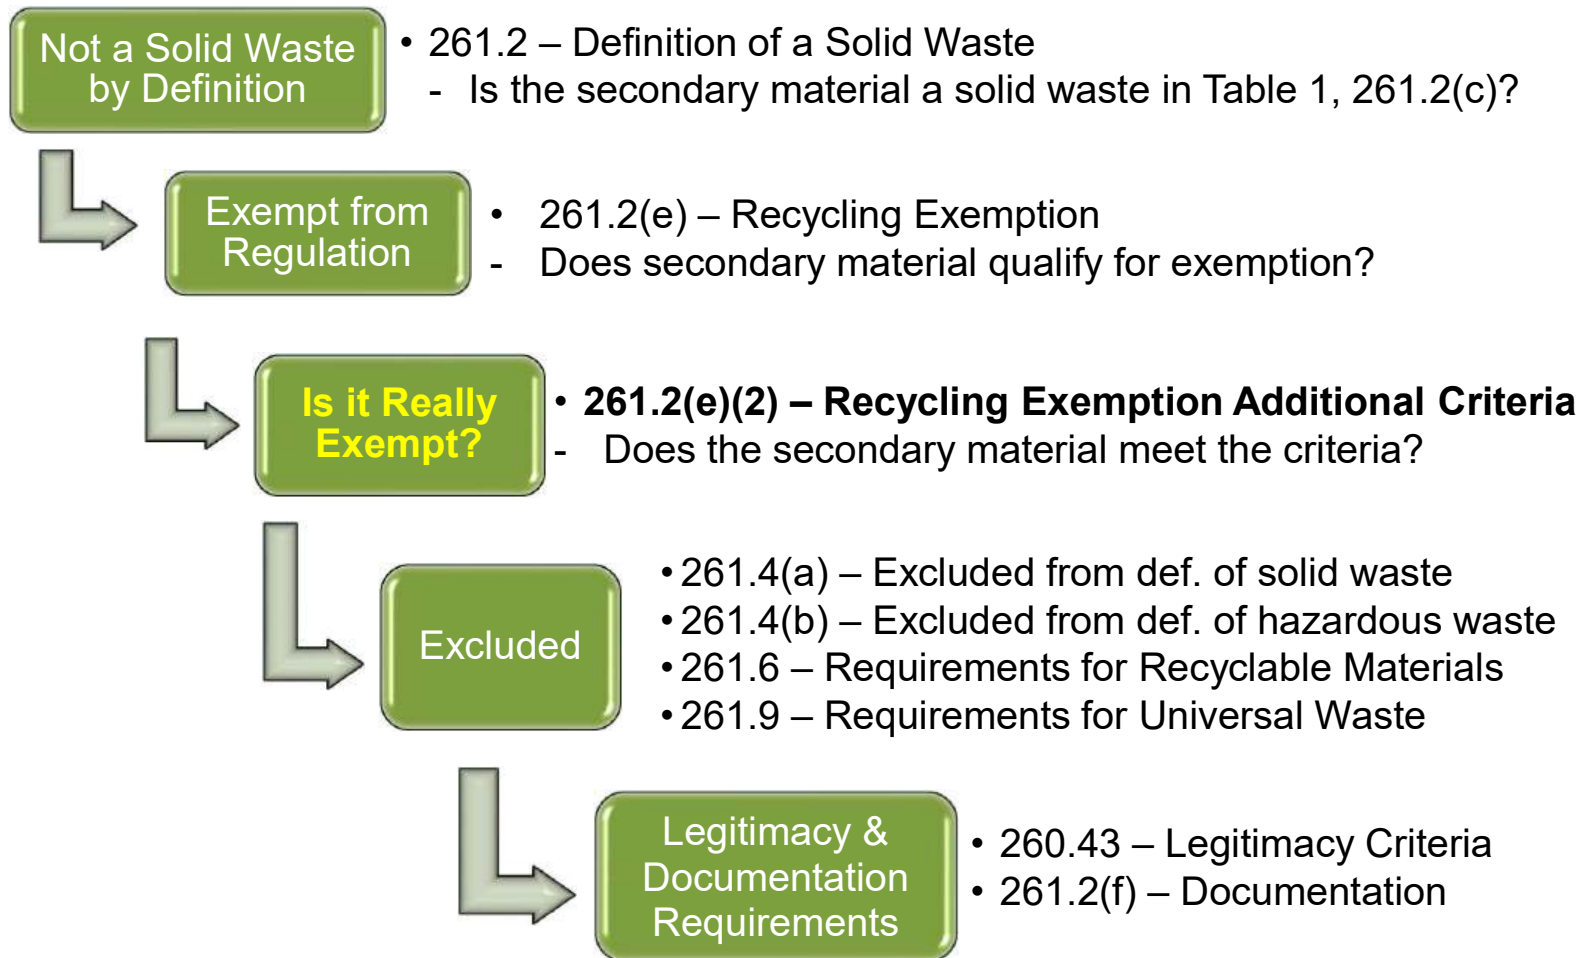 Not a Solid Waste
by Definition
• 261.2 – Definition of a Solid Waste
- Is the secondary material a solid waste in Table 1, 261.2(c)?
Exempt from
Regulation
• 261.2(e) – Recycling Exemption
- Does secondary material qualify for exemption?
Is it Really
Exempt?
• 261.2(e)(2) – Recycling Exemption Additional Criteria
- Does the secondary material meet the criteria?
Excluded
• 261.4(a) – Excluded from def. of solid waste
• 261.4(b) – Excluded from def. of hazardous waste
• 261.6 – Requirements for Recyclable Materials
• 261.9 – Requirements for Universal Waste
Legitimacy &
Documentation
Requirements
• 260.43 – Legitimacy Criteria
• 261.2(f) – Documentation